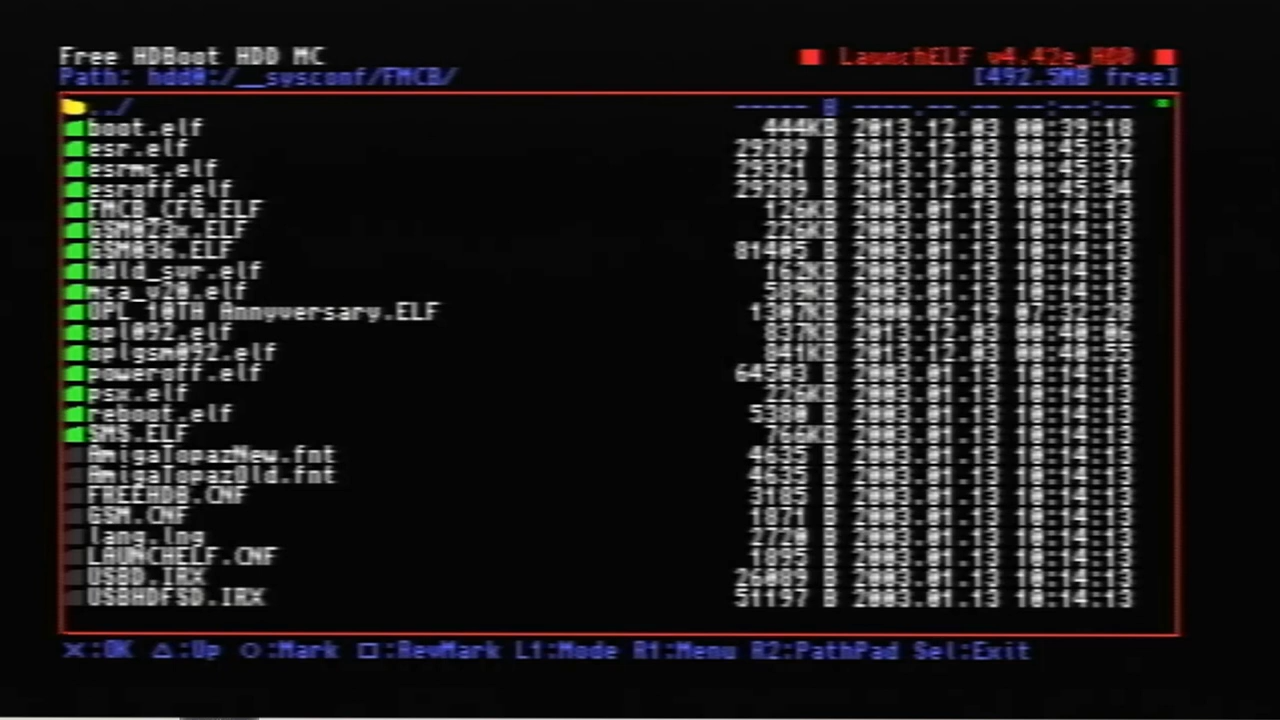 Free HDBoot HDD MC LaunchELF v4.42e_HDD
Path: hdd0:/__sysconf/FMCB/ [492.5MB free]
../ ------ B ----.--.-- --:--:--
boot.elf 444KB 2013.12.03 00:39:18
esr.elf 29289 B 2013.12.03 00:45:32
esrmc.elf 29321 B 2013.12.03 00:45:37
esroff.elf 29289 B 2013.12.03 00:45:34
FMCB_CFG.ELF 126KB 2003.01.13 10:14:13
GSM023x.ELF 226KB 2003.01.13 10:14:13
GSM036.ELF 81405 B 2003.01.13 10:14:13
hdld_svr.elf 162KB 2003.01.13 10:14:13
mca_v20.elf 589KB 2003.01.13 10:14:13
OPL 10TH Annyversary.ELF 1307KB 2000.02.19 07:32:28
opl092.elf 837KB 2013.12.03 00:40:06
oplgsm092.elf 841KB 2013.12.03 00:40:55
poweroff.elf 64503 B 2003.01.13 10:14:13
psx.elf 226KB 2003.01.13 10:14:13
reboot.elf 5380 B 2003.01.13 10:14:13
SMS.ELF 766KB 2003.01.13 10:14:13
AmigaTopazNew.fnt 4635 B 2003.01.13 10:14:13
AmigaTopazOld.fnt 4635 B 2003.01.13 10:14:13
FREEHDB.CNF 3185 B 2003.01.13 10:14:13
GSM.CNF 1871 B 2003.01.13 10:14:13
lang.lng 2720 B 2003.01.13 10:14:13
LAUNCHELF.CNF 1895 B 2003.01.13 10:14:13
USBD.IRX 26089 B 2003.01.13 10:14:13
USBHDFSD.IRX 51197 B 2003.01.13 10:14:13
×:OK △:Up ○:Mark □:RevMark L1:Mode R1:Menu R2:PathPad Sel:Exit